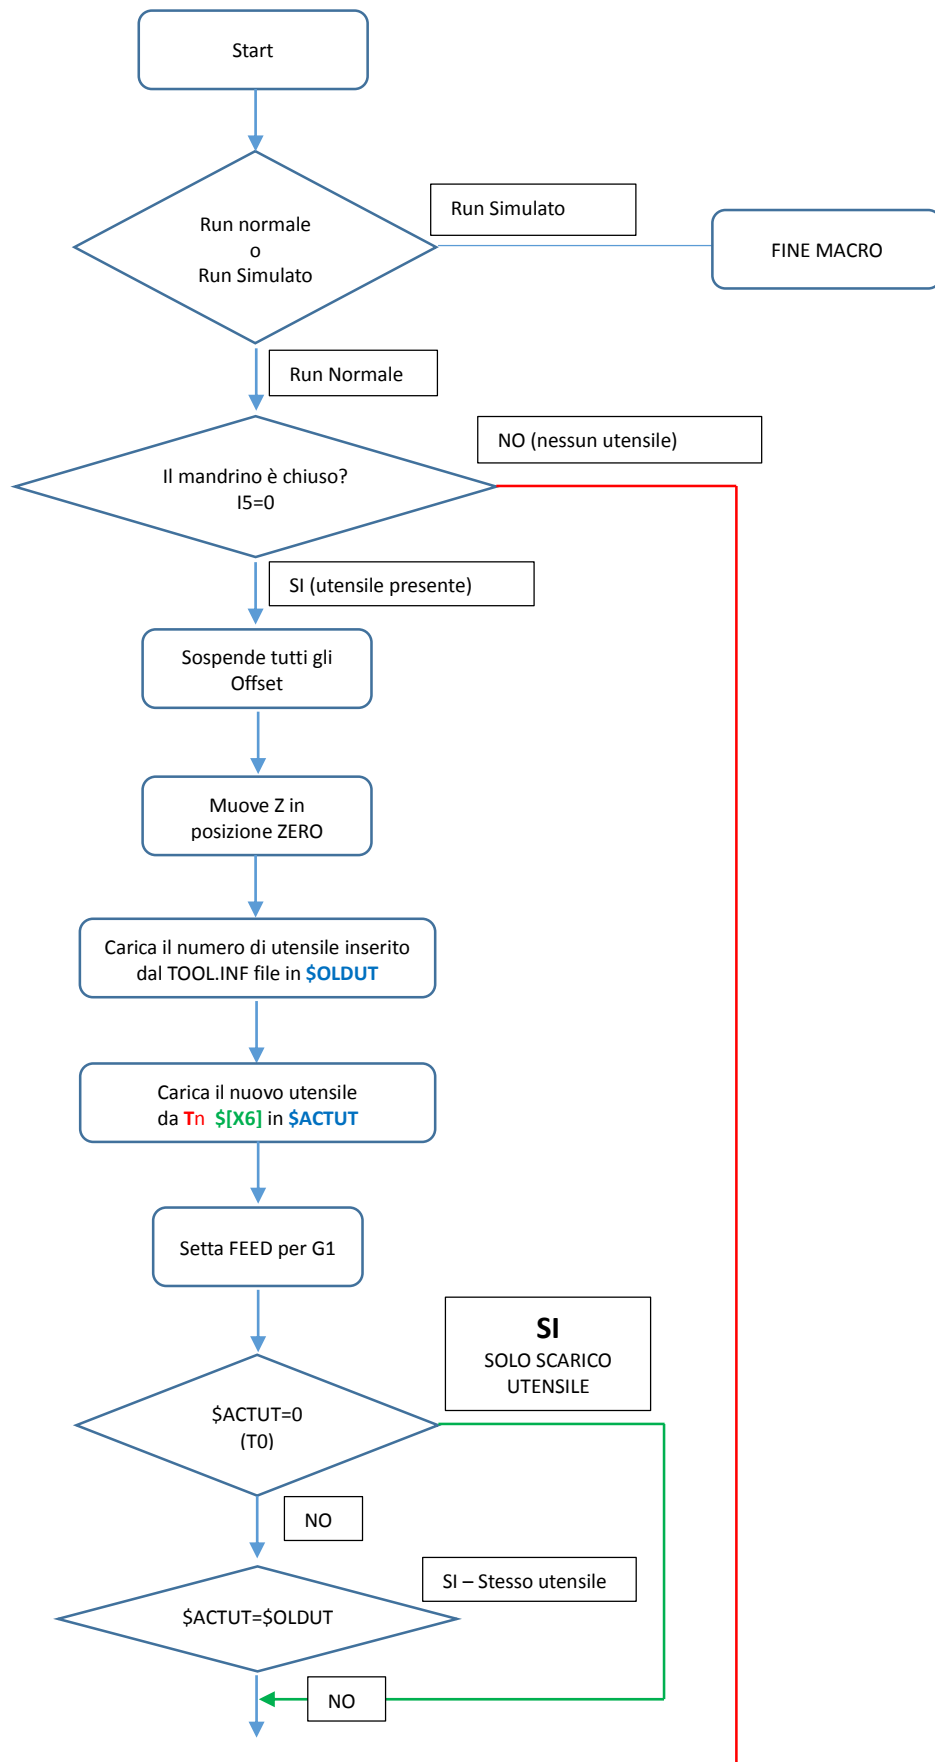 Start
Run normale
o
Run Simulato
Run Simulato
FINE MACRO
Run Normale
Il mandrino è chiuso?
I5=0
NO (nessun utensile)
SI (utensile presente)
Sospende tutti gli
Offset
Muove Z in
posizione ZERO
Carica il numero di utensile inserito
dal TOOL.INF file in $OLDUT
Carica il nuovo utensile
da Tn $[X6] in $ACTUT
Setta FEED per G1
SI
SOLO SCARICO
UTENSILE
$ACTUT=0
(T0)
NO
SI – Stesso utensile
$ACTUT=$OLDUT
NO